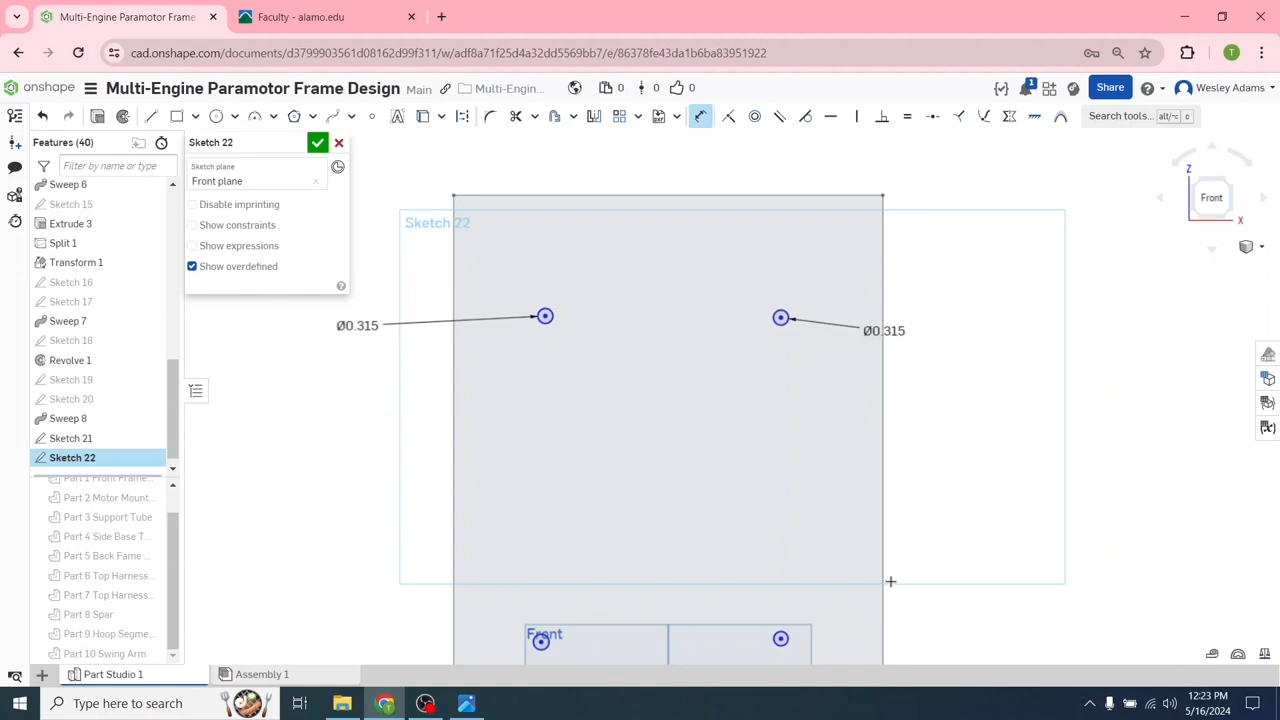 Multi-Engine Paramotor Frame D
Faculty - alamo.edu
cad.onshape.com/documents/d3799903561d08162d99f311/w/adf8a71f25d4a32dd5569bb7/e/86378fe43da1b6ba83951922
T
onshape
Multi-Engine Paramotor Frame Design
Main
Multi-Engin...
0
0
0
1
Share
Wesley Adams
Search tools...
alt/⌥
c
Features (40)
Filter by name or type
Sweep 6
Sketch 15
Extrude 3
Split 1
Transform 1
Sketch 16
Sketch 17
Sweep 7
Sketch 18
Revolve 1
Sketch 19
Sketch 20
Sweep 8
Sketch 21
Sketch 22
Part 1 Front Frame...
Part 2 Motor Mount...
Part 3 Support Tube
Part 4 Side Base T...
Part 5 Back Fame ...
Part 6 Top Harness...
Part 7 Top Harness...
Part 8 Spar
Part 9 Hoop Segme...
Part 10 Swing Arm
Sketch 22
Sketch plane
Front plane
Disable imprinting
Show constraints
Show expressions
Show overdefined
Sketch 22
Ø0.315
Ø0.315
Front
Z
Front
X
Part Studio 1
Assembly 1
Type here to search
12:23 PM
5/16/2024